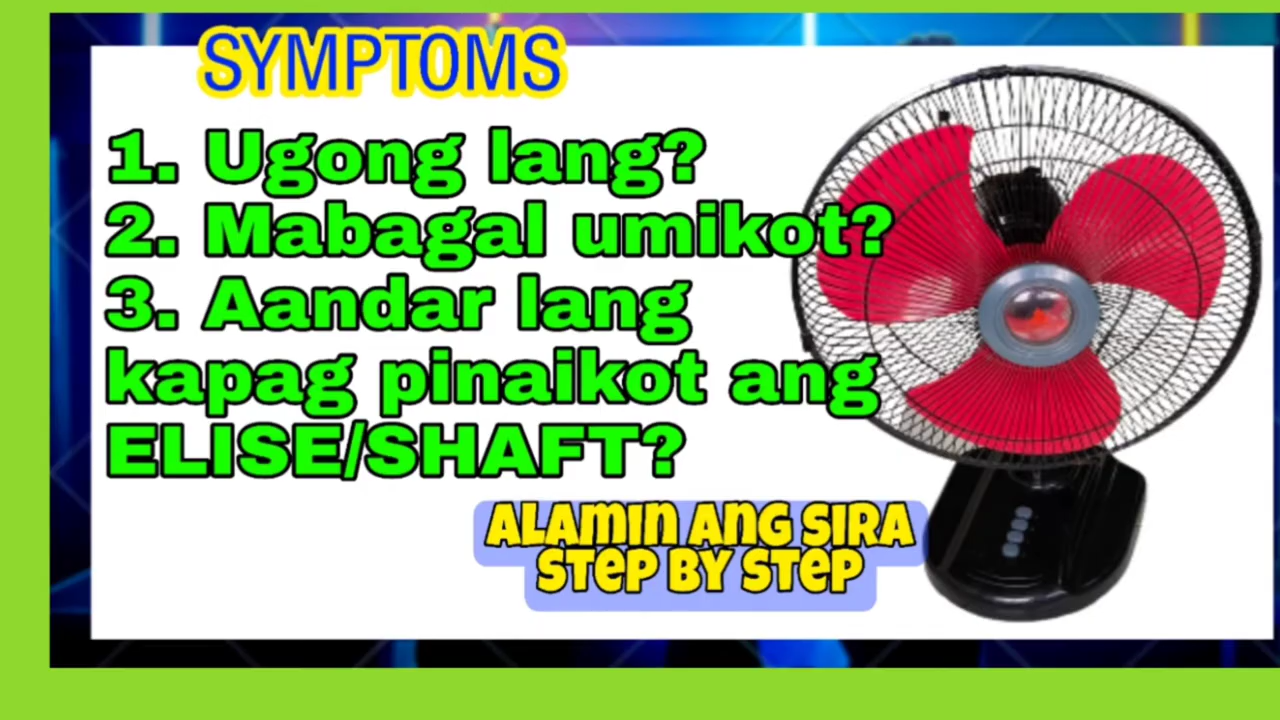 SYMPTOMS
1. Ugong lang?
2. Mabagal umikot?
3. Aandar lang
kapag pinaikot ang
ELISE/SHAFT?
ALAMIN ANG SIRA
STEP BY STEP